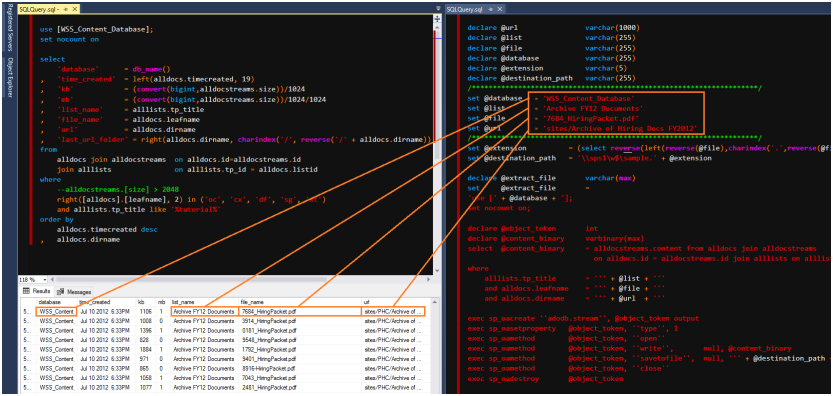 SQLQuery.sql
Registered Servers
Object Explorer
use [WSS_Content_Database];
set nocount on
select
'database' = db_name()
, 'time_created' = left(alldocs.timecreated, 19)
, 'kb' = (convert(bigint,alldocstreams.size))/1024
, 'mb' = (convert(bigint,alldocstreams.size))/1024/1024
, 'list_name' = alllists.tp_title
, 'file_name' = alldocs.leafname
, 'url' = alldocs.dirname
, 'last_url_folder' = right(alldocs.dirname, charindex('/', reverse('/' + alldocs.dirname))
from
alldocs join alldocstreams on alldocs.id=alldocstreams.id
join alllists on alllists.tp_id = alldocs.listid
where
--alldocstreams.[size] > 2048
right([alldocs].[leafname], 2) in ('oc', 'cx', 'df', 'sg',
and alllists.tp_title like '%tutorial%'
order by
alldocs.timecreated desc
, alldocs.dirname
118 %
Results Messages
database time_created kb mb list_name file_name url
5... WSS_Content Jul 10 2012 6:33PM 1106 1 Archive FY12 Documents 7684_HiringPacket.pdf sites/PHC/Archive of ...
5... WSS_Content Jul 10 2012 6:33PM 1088 0 Archive FY12 Documents 3914_HiringPacket.pdf sites/PHC/Archive of ...
5... WSS_Content Jul 10 2012 6:33PM 1396 1 Archive FY12 Documents 0181_HiringPacket.pdf sites/PHC/Archive of ...
5... WSS_Content Jul 10 2012 6:33PM 828 0 Archive FY12 Documents 9548_HiringPacket.pdf sites/PHC/Archive of ...
5... WSS_Content Jul 10 2012 6:33PM 1884 1 Archive FY12 Documents 1792_HiringPacket.pdf sites/PHC/Archive of ...
5... WSS_Content Jul 10 2012 6:33PM 571 0 Archive FY12 Documents 9401_HiringPacket.pdf sites/PHC/Archive of ...
5... WSS_Content Jul 10 2012 6:33PM 865 0 Archive FY12 Documents 8916-HiringPacket.pdf sites/PHC/Archive of ...
5... WSS_Content Jul 10 2012 6:33PM 1058 1 Archive FY12 Documents 7043_HiringPacket.pdf sites/PHC/Archive of ...
5... WSS_Content Jul 10 2012 6:33PM 1077 1 Archive FY12 Documents 2481_HiringPacket.pdf sites/PHC/Archive of ...
SQLQuery.sql
declare @url varchar(1000)
declare @list varchar(255)
declare @file varchar(255)
declare @database varchar(255)
declare @extension varchar(5)
declare @destination_path varchar(255)
set @database = 'WSS_Content_Database'
set @list = 'Archive FY12 Documents'
set @file = '7684_HiringPacket.pdf'
set @url = 'sites/Archive of Hiring Docs FY2012'
set @extension = (select reverse(left(reverse(@file),charindex('.',reverse(@fi
set @destination_path = '\\sps1\w$\sample.' + @extension
declare @extract_file varchar(max)
set @extract_file =
'use [' + @database + '];
set nocount on;
declare @object_token int
declare @content_binary varbinary(max)
select @content_binary = alldocstreams.content from alldocs join alldocstreams
on alldocs.id = alldocstreams.id join alllists on alllis
where
alllists.tp_title = ''' + @list + '''
and alldocs.leafname = ''' + @file + '''
and alldocs.dirname = ''' + @url + '''
exec sp_oacreate ''adodb.stream'', @object_token output
exec sp_oasetproperty @object_token, ''type'', 1
exec sp_oamethod @object_token, ''open''
exec sp_oamethod @object_token, ''write'', null, @content_binary
exec sp_oamethod @object_token, ''savetofile'', null, ''' + @destination_path +
exec sp_oamethod @object_token, ''close''
exec sp_oadestroy @object_token